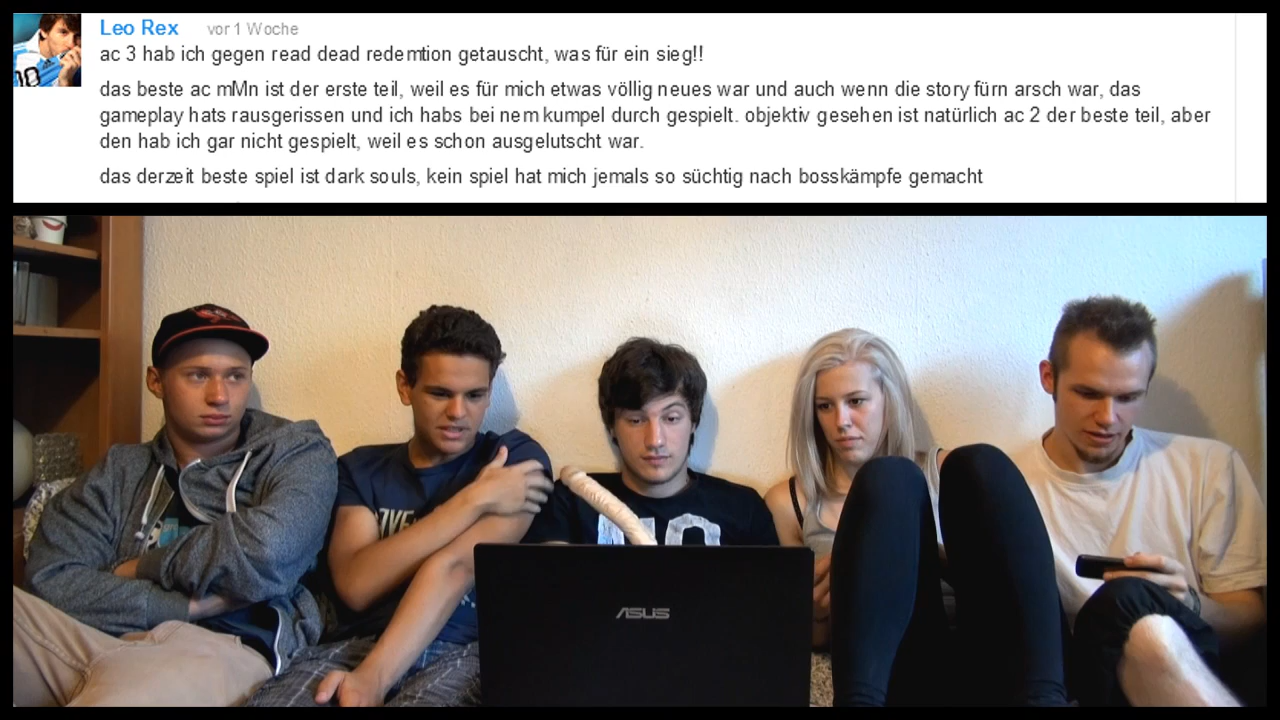 Leo Rex vor 1 Woche
ac 3 hab ich gegen read dead redemtion getauscht, was für ein sieg!!
das beste ac mMn ist der erste teil, weil es für mich etwas völlig neues war und auch wenn die story fürn arsch war, das
gameplay hats rausgerissen und ich habs bei nem kumpel durch gespielt. objektiv gesehen ist natürlich ac 2 der beste teil, aber
den hab ich gar nicht gespielt, weil es schon ausgelutscht war.
das derzeit beste spiel ist dark souls, kein spiel hat mich jemals so süchtig nach bosskämpfe gemacht
10
ASUS